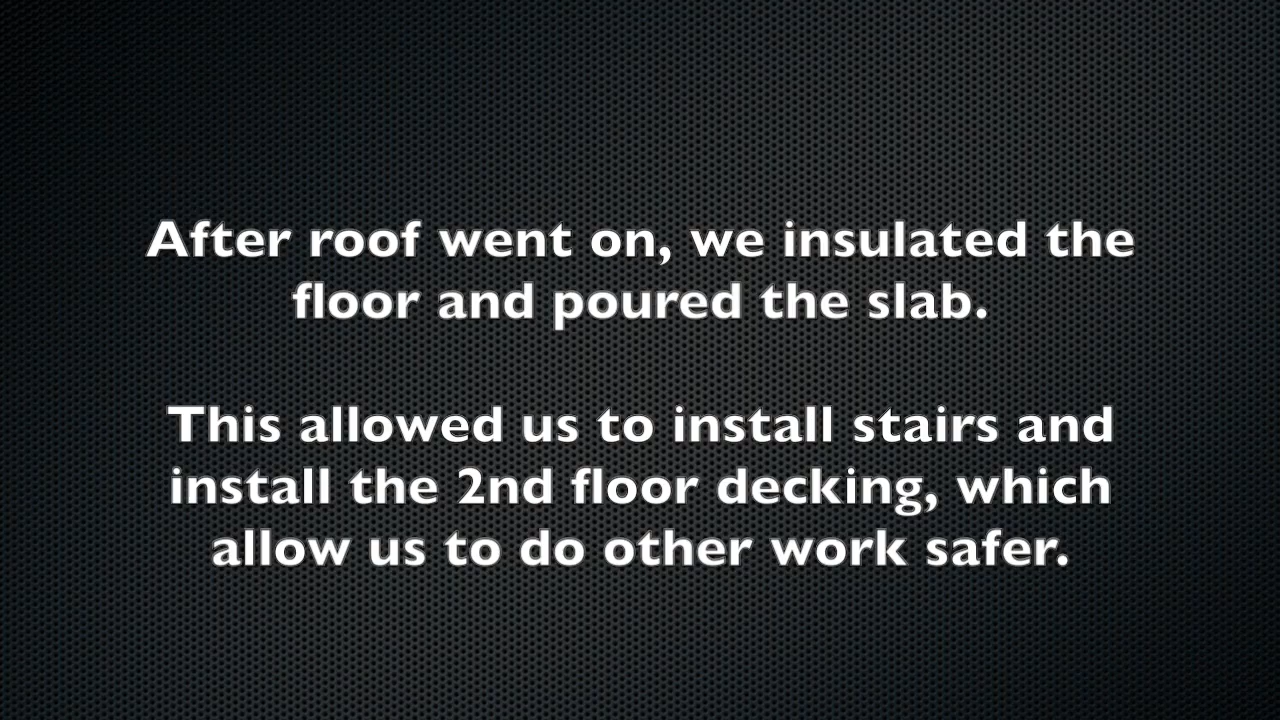 After roof went on, we insulated the
floor and poured the slab.
This allowed us to install stairs and
install the 2nd floor decking, which
allow us to do other work safer.